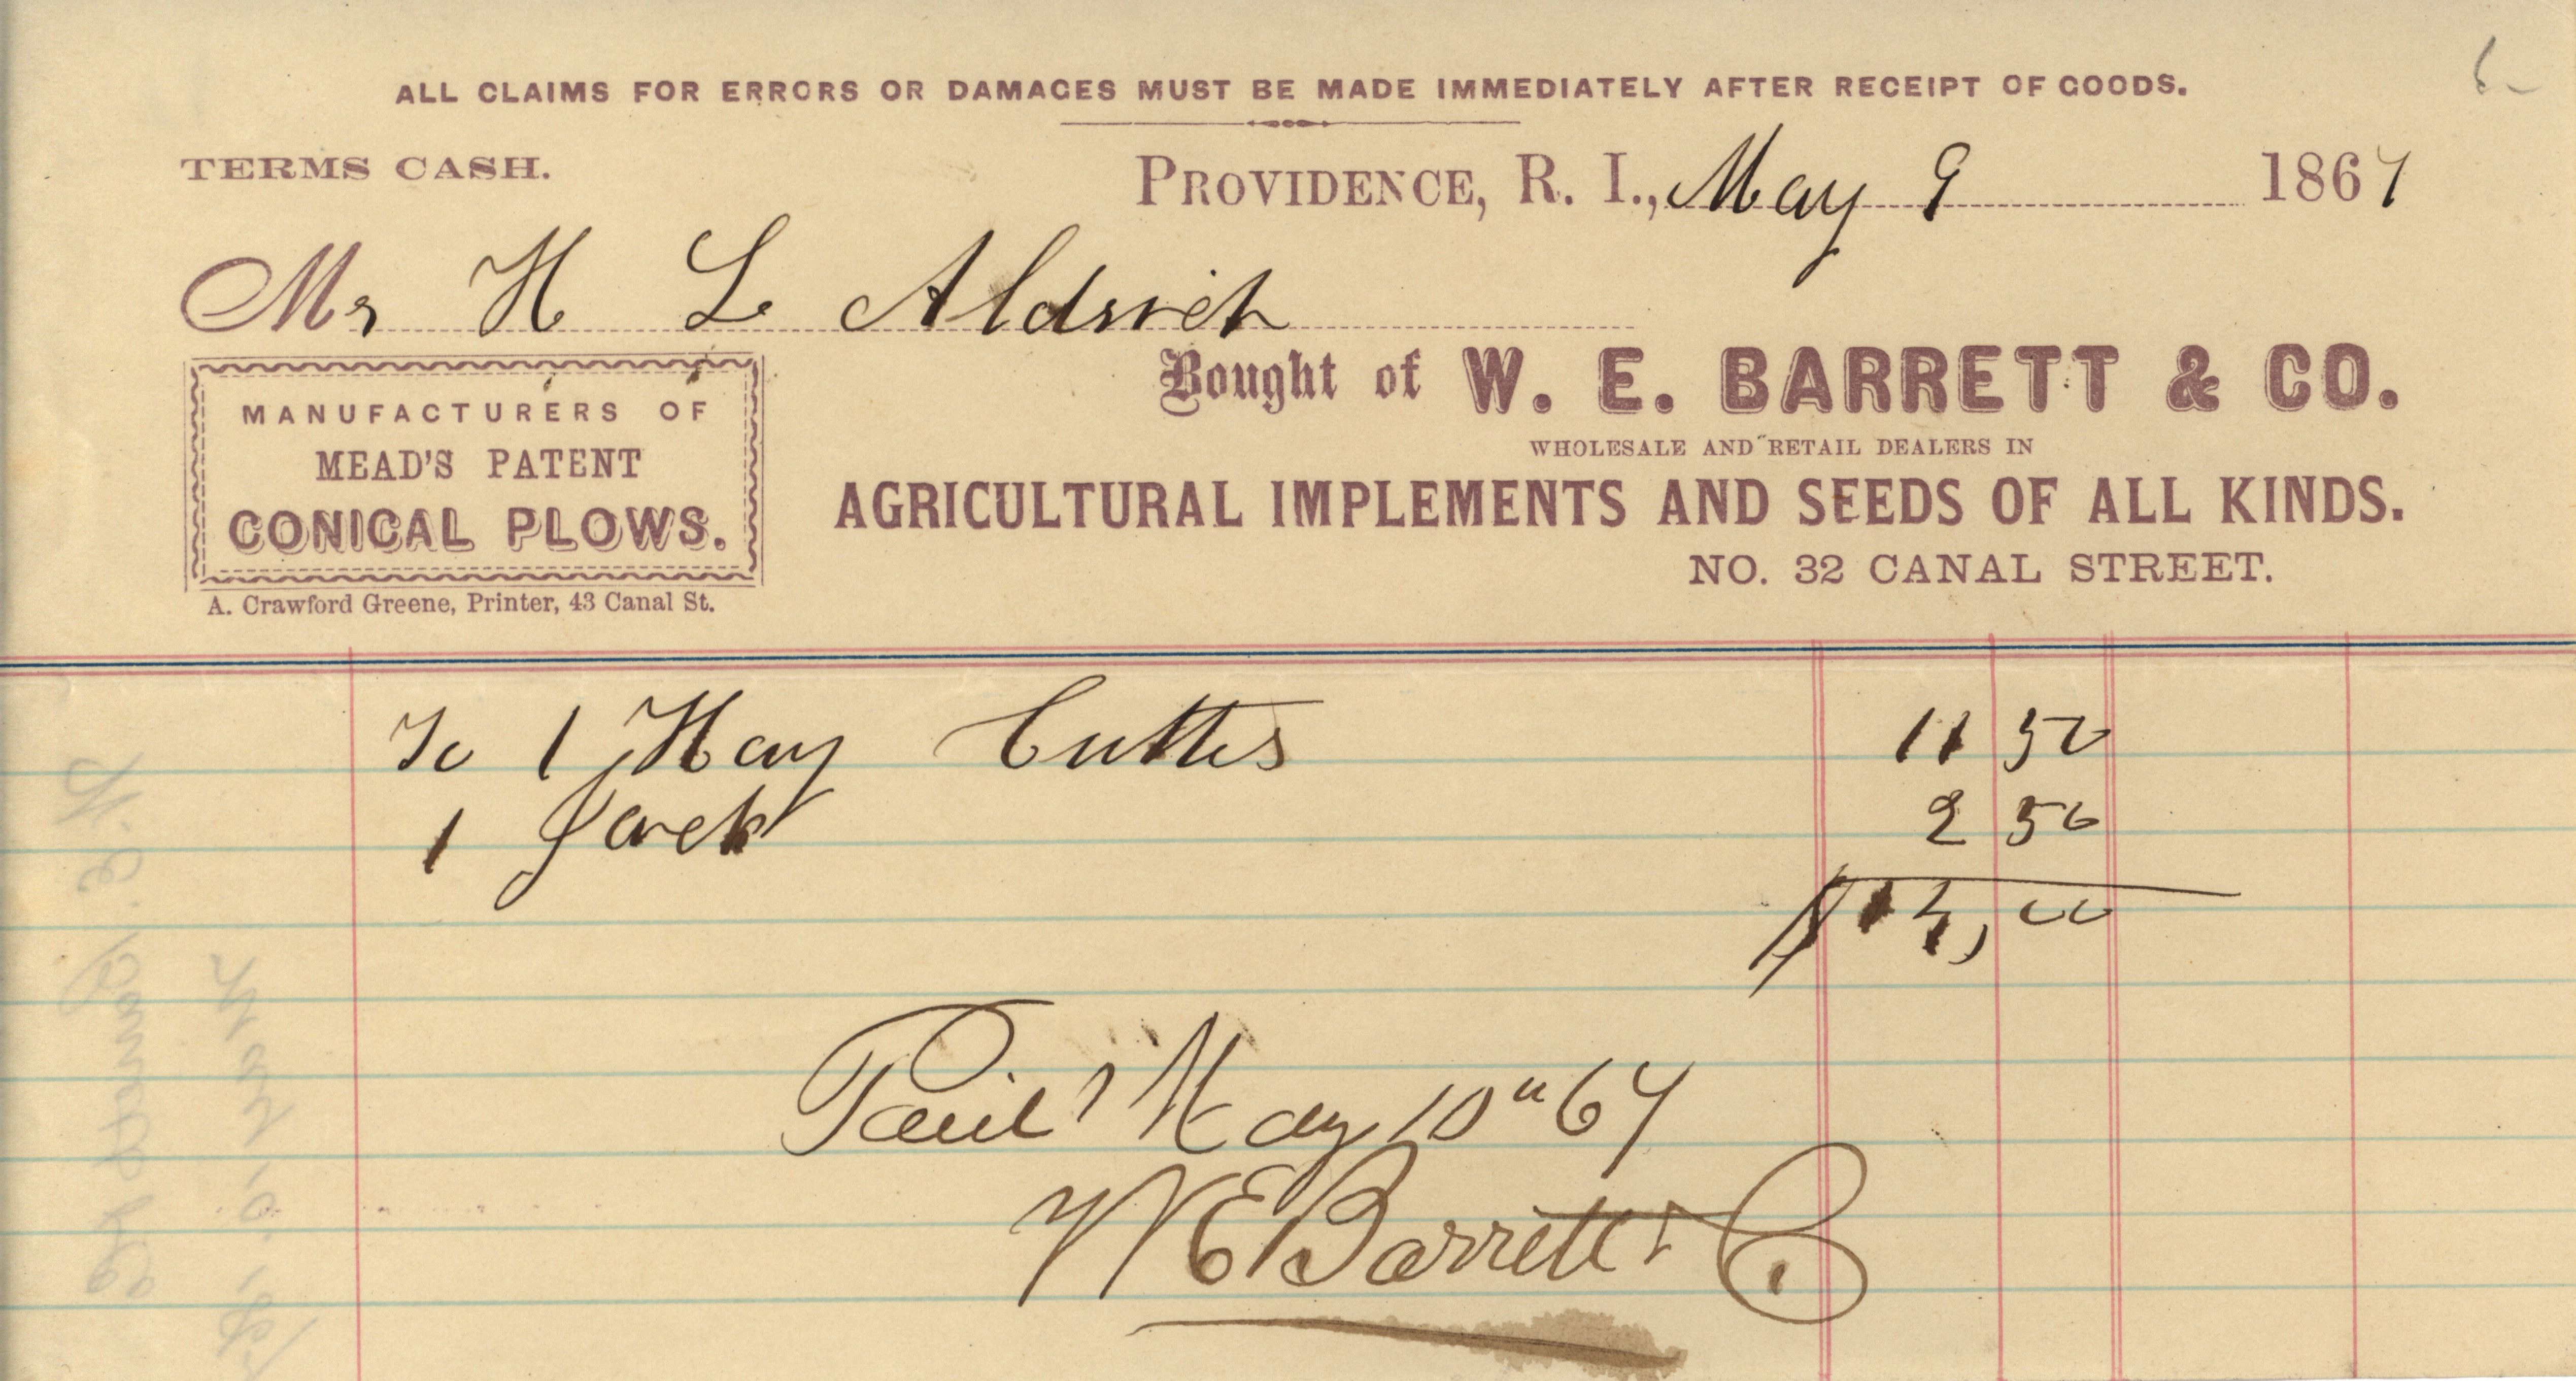 ALL CLAIMS FOR ERRORS OR DAMAGES MUST BE MADE IMMEDIATELY AFTER RECEIPT OF GOODS.
TERMS CASH. PROVIDENCE, R. I., May 9 1867
Mr H L Aldrich
Bought of W. E. BARRETT & CO.
WHOLESALE AND RETAIL DEALERS IN
AGRICULTURAL IMPLEMENTS AND SEEDS OF ALL KINDS.
NO. 32 CANAL STREET.
MANUFACTURERS OF
MEAD'S PATENT
CONICAL PLOWS.
A. Crawford Greene, Printer, 43 Canal St.
To 1 Hay Cutter 11 50
1 Jack 2 50
$14,00
Paid May 10" 67
W E Barrett & Co